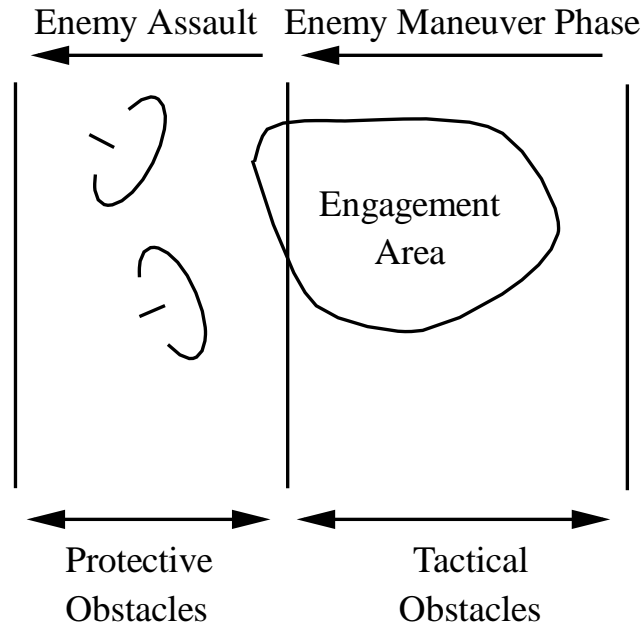 Enemy Assault
Enemy Maneuver Phase
Engagement
Area
Protective
Obstacles
Tactical
Obstacles